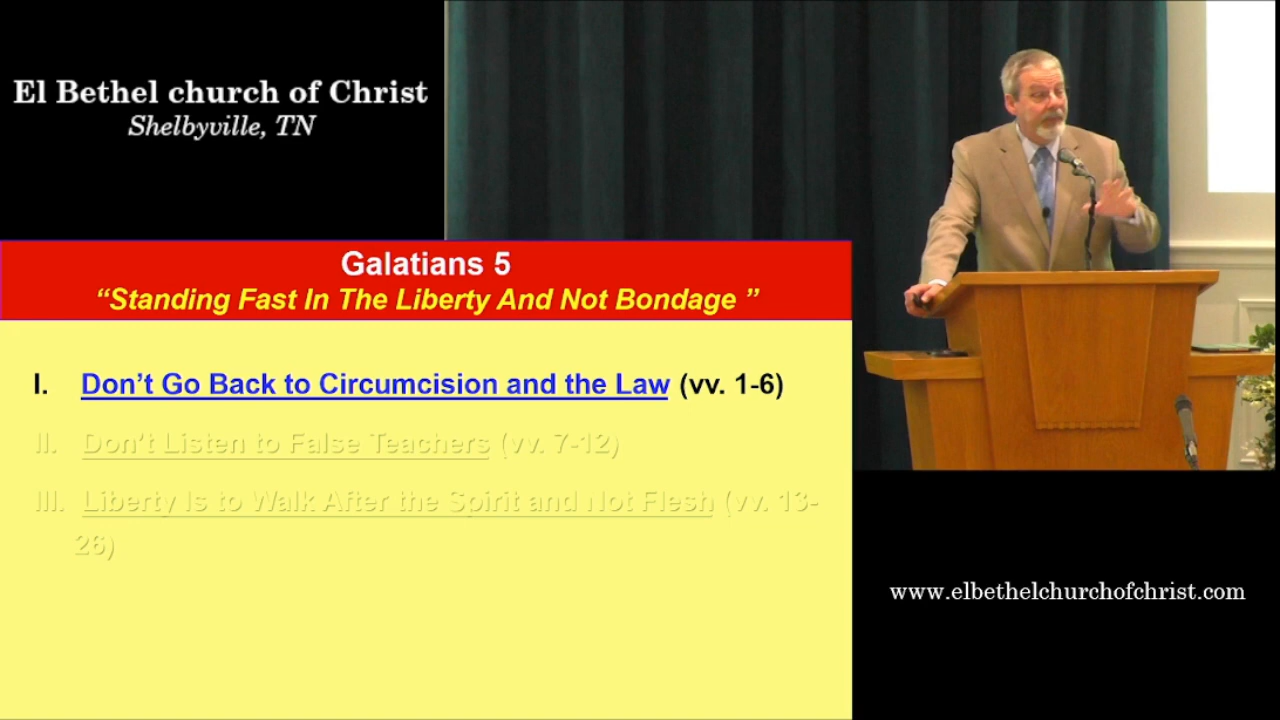 El Bethel church of Christ
Shelbyville, TN
Galatians 5
“Standing Fast In The Liberty And Not Bondage ”
I. Don’t Go Back to Circumcision and the Law (vv. 1-6)
II. Don’t Listen to False Teachers (vv. 7-12)
III. Liberty Is to Walk After the Spirit and Not Flesh (vv. 13-
26)
www.elbethelchurchofchrist.com